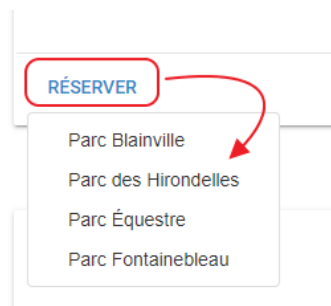 RÉSERVER
Parc Blainville
Parc des Hirondelles
Parc Équestre
Parc Fontainebleau